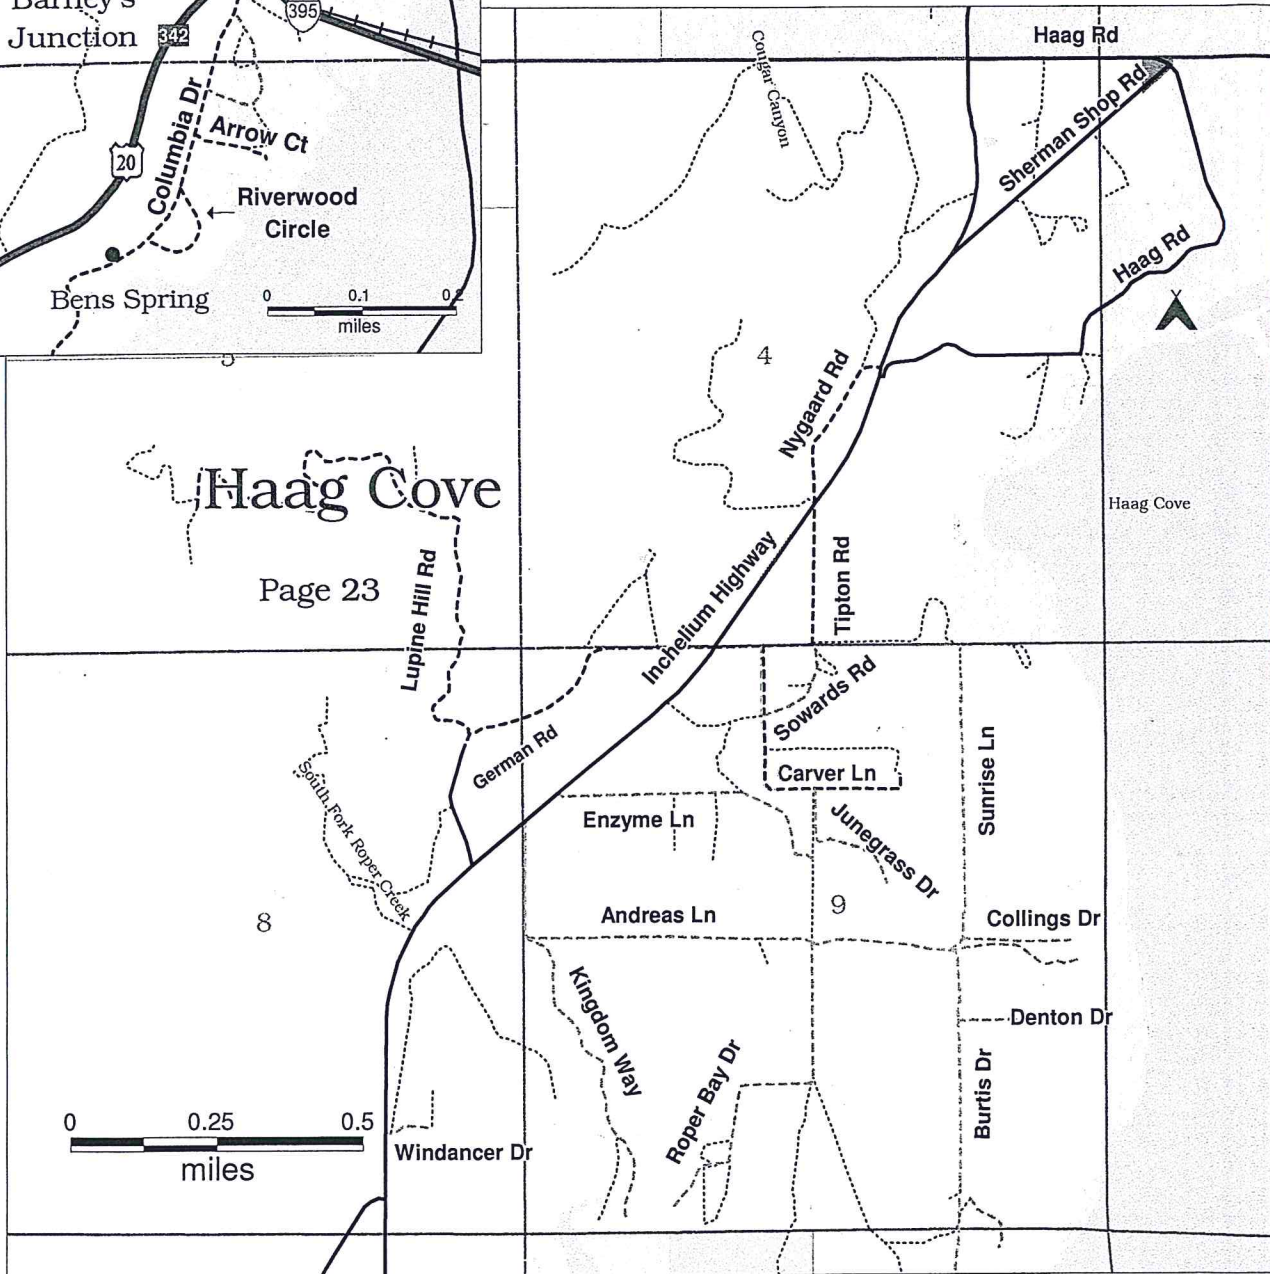 Barney's
Junction
342
395
Columbia Dr
Arrow Ct
20
Riverwood
Circle
Bens Spring
0 0.1 0.2
miles
Cougar Canyon
Haag Rd
Sherman Shop Rd
Haag Rd
5
4
Nygaard Rd
Haag Cove
Haag Cove
Page 23
Lupine Hill Rd
Inchelium Highway
Tipton Rd
Sowards Rd
German Rd
Carver Ln
Sunrise Ln
South Fork Roper Creek
Enzyme Ln
Junegrass Dr
8
Andreas Ln
9
Collings Dr
Kingdom Way
Denton Dr
Roper Bay Dr
Burtis Dr
0 0.25 0.5
miles
Windancer Dr